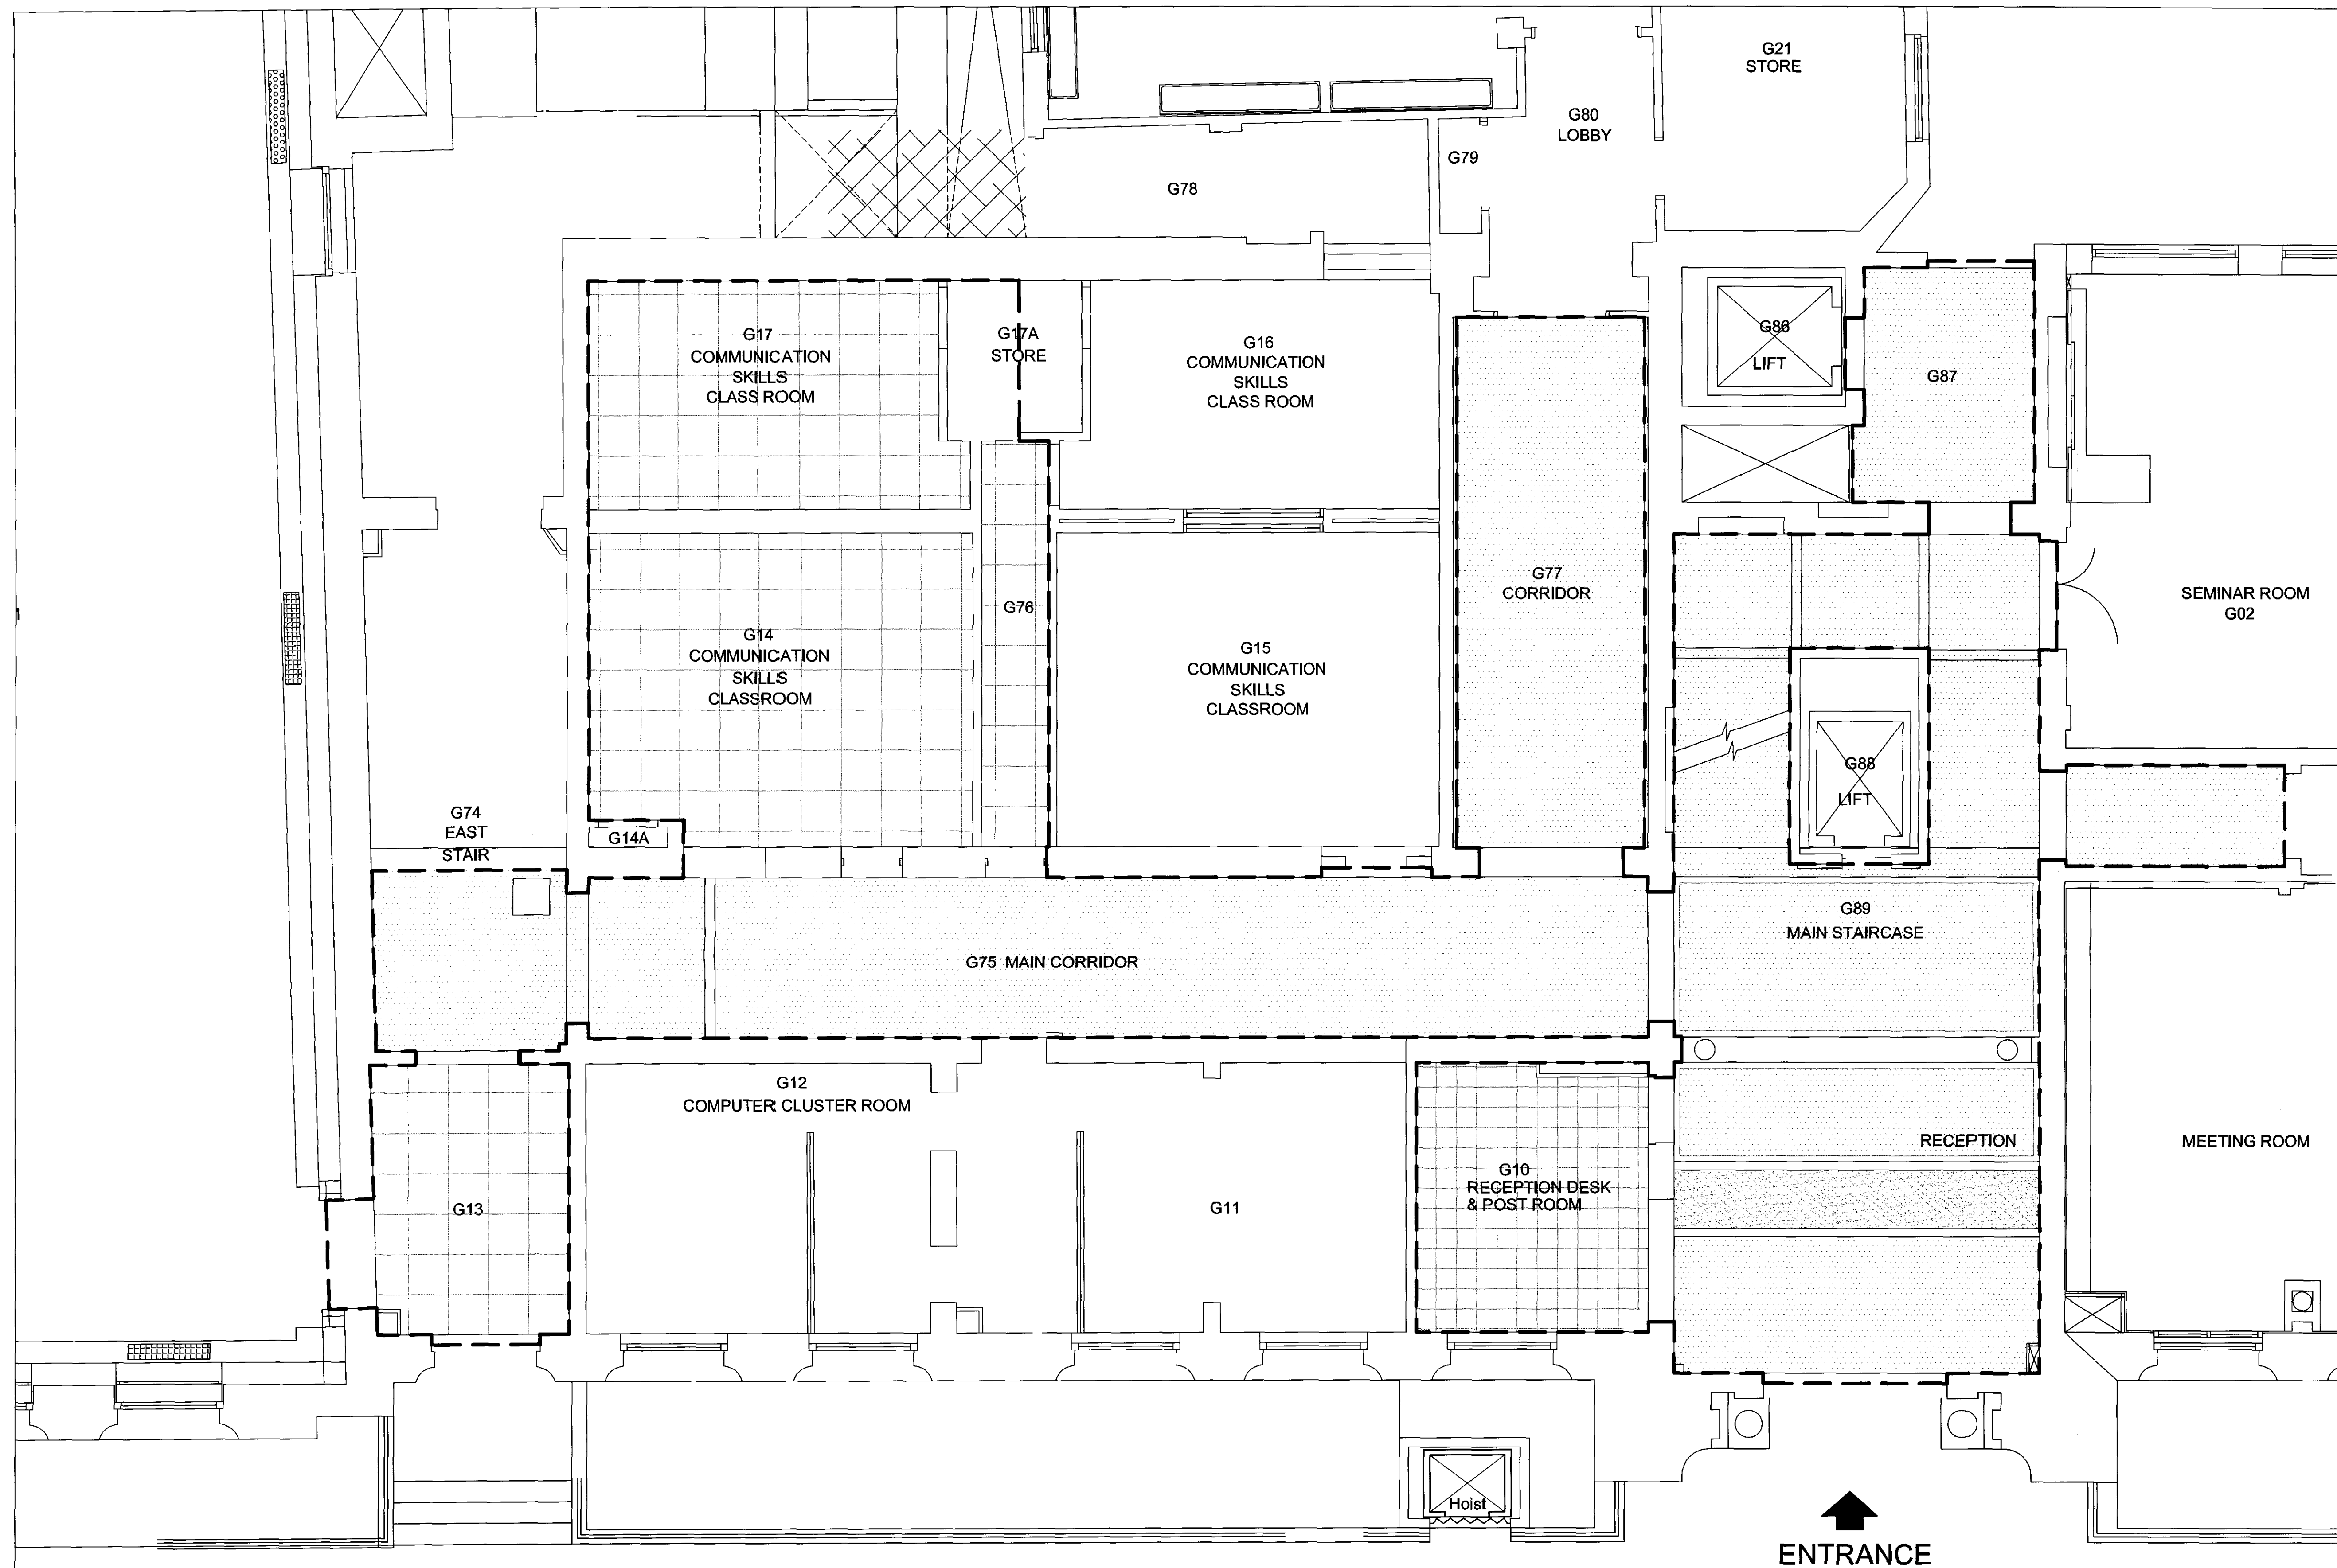 G21
STORE
G80
LOBBY
G79
G78
G17
COMMUNICATION
SKILLS
CLASS ROOM
G17A
STORE
G16
COMMUNICATION
SKILLS
CLASS ROOM
G86
LIFT
G87
G77
CORRIDOR
SEMINAR ROOM
G02
G76
G14
COMMUNICATION
SKILLS
CLASSROOM
G15
COMMUNICATION
SKILLS
CLASSROOM
G88
LIFT
G74
EAST
STAIR
G14A
G89
MAIN STAIRCASE
G75 MAIN CORRIDOR
G12
COMPUTER CLUSTER ROOM
RECEPTION
MEETING ROOM
G10
RECEPTION DESK
& POST ROOM
G13
G11
Hoist
ENTRANCE